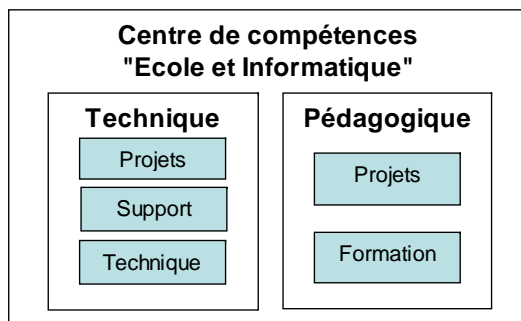 Centre de compétences
"Ecole et Informatique"
Technique
Projets
Support
Technique
Pédagogique
Projets
Formation